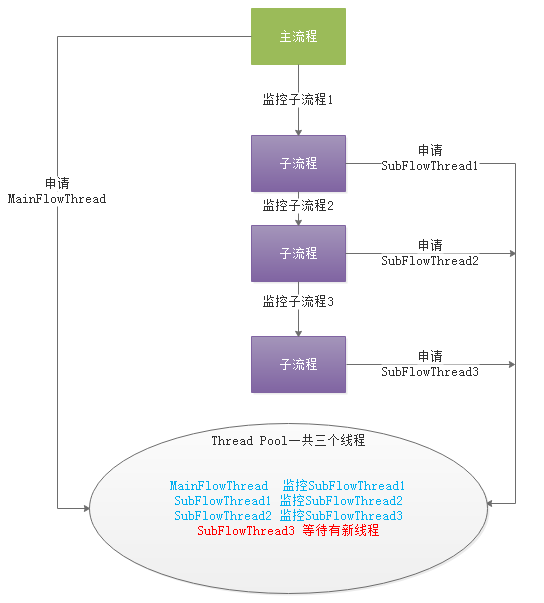 主流程
监控子流程1
子流程
申请
SubFlowThread1
申请
MainFlowThread
监控子流程2
子流程
申请
SubFlowThread2
监控子流程3
子流程
申请
SubFlowThread3
Thread Pool一共三个线程
MainFlowThread 监控SubFlowThread1
SubFlowThread1 监控SubFlowThread2
SubFlowThread2 监控SubFlowThread3
SubFlowThread3 等待有新线程